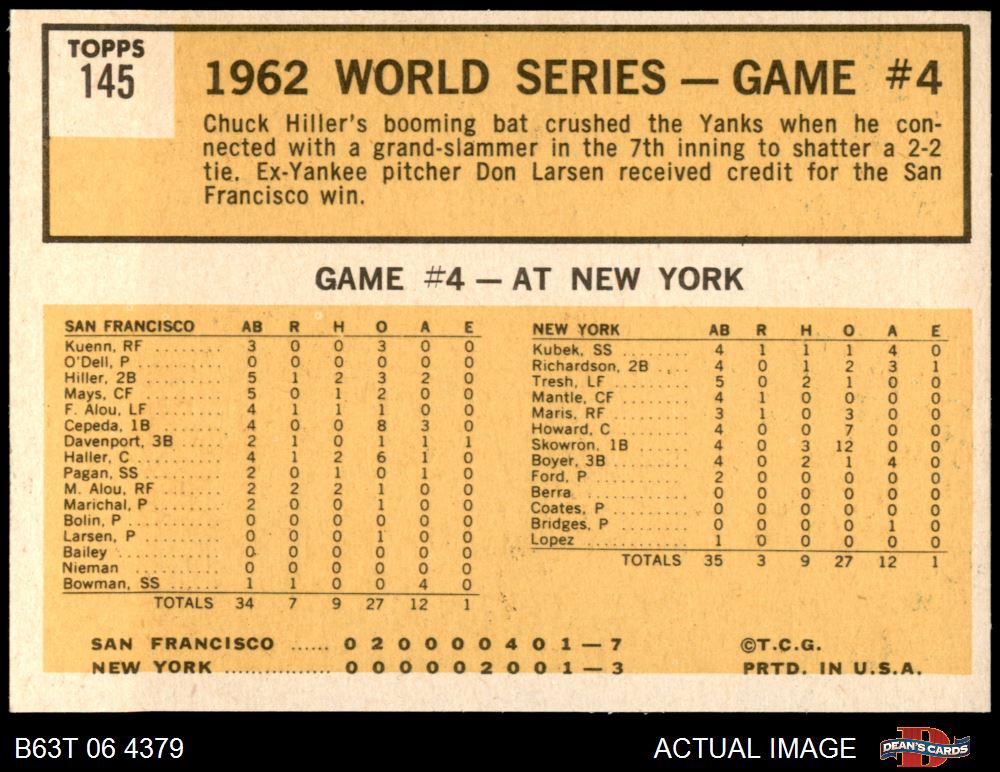 TOPPS
145
1962 WORLD SERIES — GAME #4
Chuck Hiller's booming bat crushed the Yanks when he con-
nected with a grand-slammer in the 7th inning to shatter a 2-2
tie. Ex-Yankee pitcher Don Larsen received credit for the San
Francisco win.
GAME #4 — AT NEW YORK
SAN FRANCISCO AB R H O A E
Kuenn, RF ........ 3 0 0 3 0 0
O'Dell, P ......... 0 0 0 0 0 0
Hiller, 2B ......... 5 1 2 3 2 0
Mays, CF ......... 5 0 1 2 0 0
F. Alou, LF ....... 4 1 1 1 0 0
Cepeda, 1B ....... 4 0 0 8 3 0
Davenport, 3B .... 2 1 0 1 1 1
Haller, C ......... 4 1 2 6 1 0
Pagan, SS ........ 2 0 1 0 1 0
M. Alou, RF ...... 2 2 2 1 0 0
Marichal, P ....... 2 0 0 1 0 0
Bolin, P .......... 0 0 0 0 0 0
Larsen, P ......... 0 0 0 1 0 0
Bailey ............ 0 0 0 0 0 0
Nieman .......... 0 0 0 0 0 0
Bowman, SS ...... 1 1 0 0 4 0
TOTALS 34 7 9 27 12 1
NEW YORK AB R H O A E
Kubek, SS ........ 4 1 1 1 4 0
Richardson, 2B .... 4 0 1 2 3 1
Tresh, LF ......... 5 0 2 1 0 0
Mantle, CF ....... 4 1 0 0 0 0
Maris, RF ........ 3 1 0 3 0 0
Howard, C ....... 4 0 0 7 0 0
Skowron, 1B ..... 4 0 3 12 0 0
Boyer, 3B ........ 4 0 2 1 4 0
Ford, P ........... 2 0 0 0 0 0
Berra ............ 0 0 0 0 0 0
Coates, P ......... 0 0 0 0 0 0
Bridges, P ........ 0 0 0 0 1 0
Lopez ............ 1 0 0 0 0 0
TOTALS 35 3 9 27 12 1
SAN FRANCISCO ...... 0 2 0 0 0 0 4 0 1 — 7
NEW YORK ................ 0 0 0 0 0 2 0 0 1 — 3
©T.C.G.
PRTD. IN U.S.A.
B63T 06 4379
ACTUAL IMAGE
D
DEAN'S CARDS